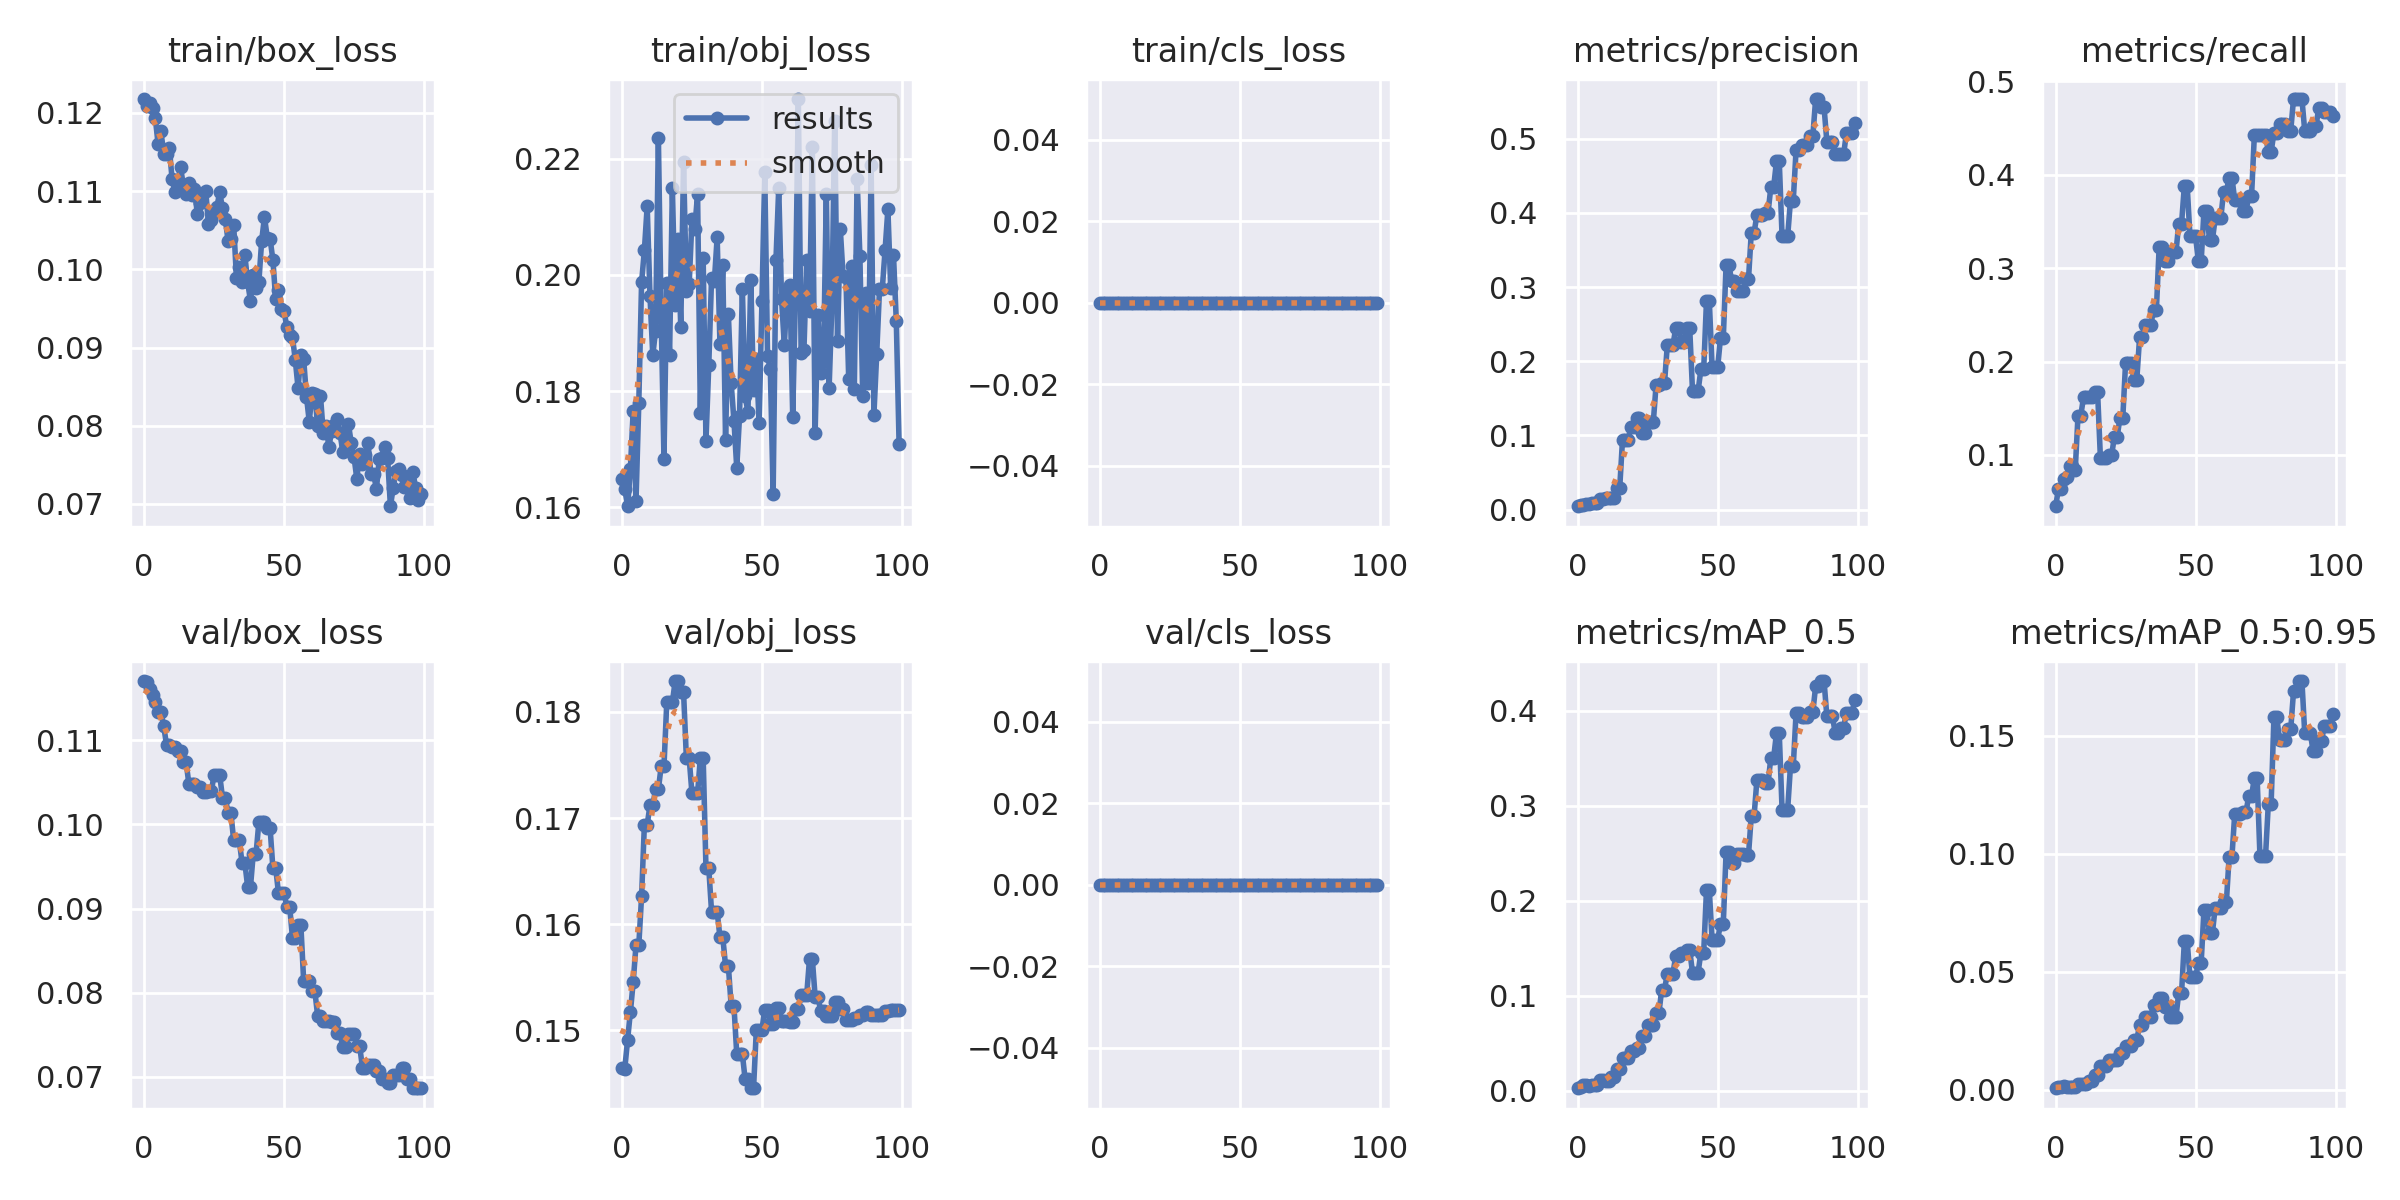 train/box_loss
0.12
0.11
0.10
0.09
0.08
0.07
0 50 100
train/obj_loss
results
smooth
0.22
0.20
0.18
0.16
0 50 100
train/cls_loss
0.04
0.02
0.00
−0.02
−0.04
0 50 100
metrics/precision
0.5
0.4
0.3
0.2
0.1
0.0
0 50 100
metrics/recall
0.5
0.4
0.3
0.2
0.1
0 50 100
val/box_loss
0.11
0.10
0.09
0.08
0.07
0 50 100
val/obj_loss
0.18
0.17
0.16
0.15
0 50 100
val/cls_loss
0.04
0.02
0.00
−0.02
−0.04
0 50 100
metrics/mAP_0.5
0.4
0.3
0.2
0.1
0.0
0 50 100
metrics/mAP_0.5:0.95
0.15
0.10
0.05
0.00
0 50 100